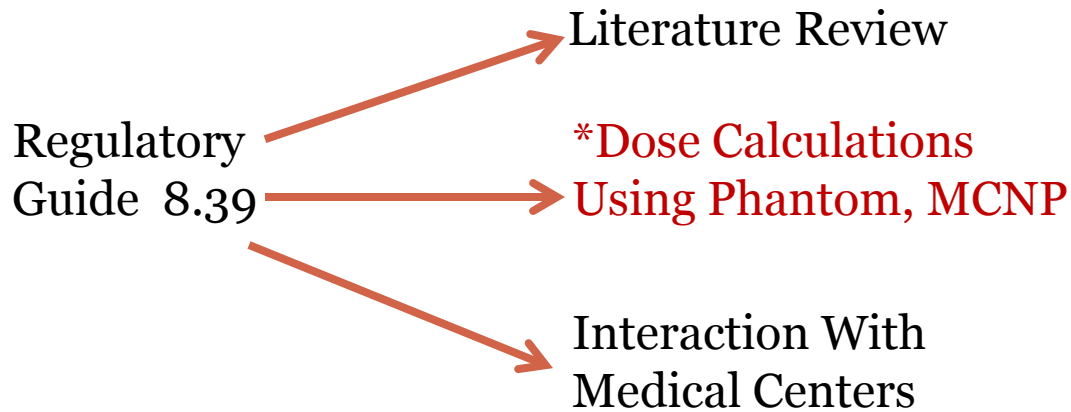 Literature Review
Regulatory
Guide 8.39
*Dose Calculations
Using Phantom, MCNP
Interaction With
Medical Centers